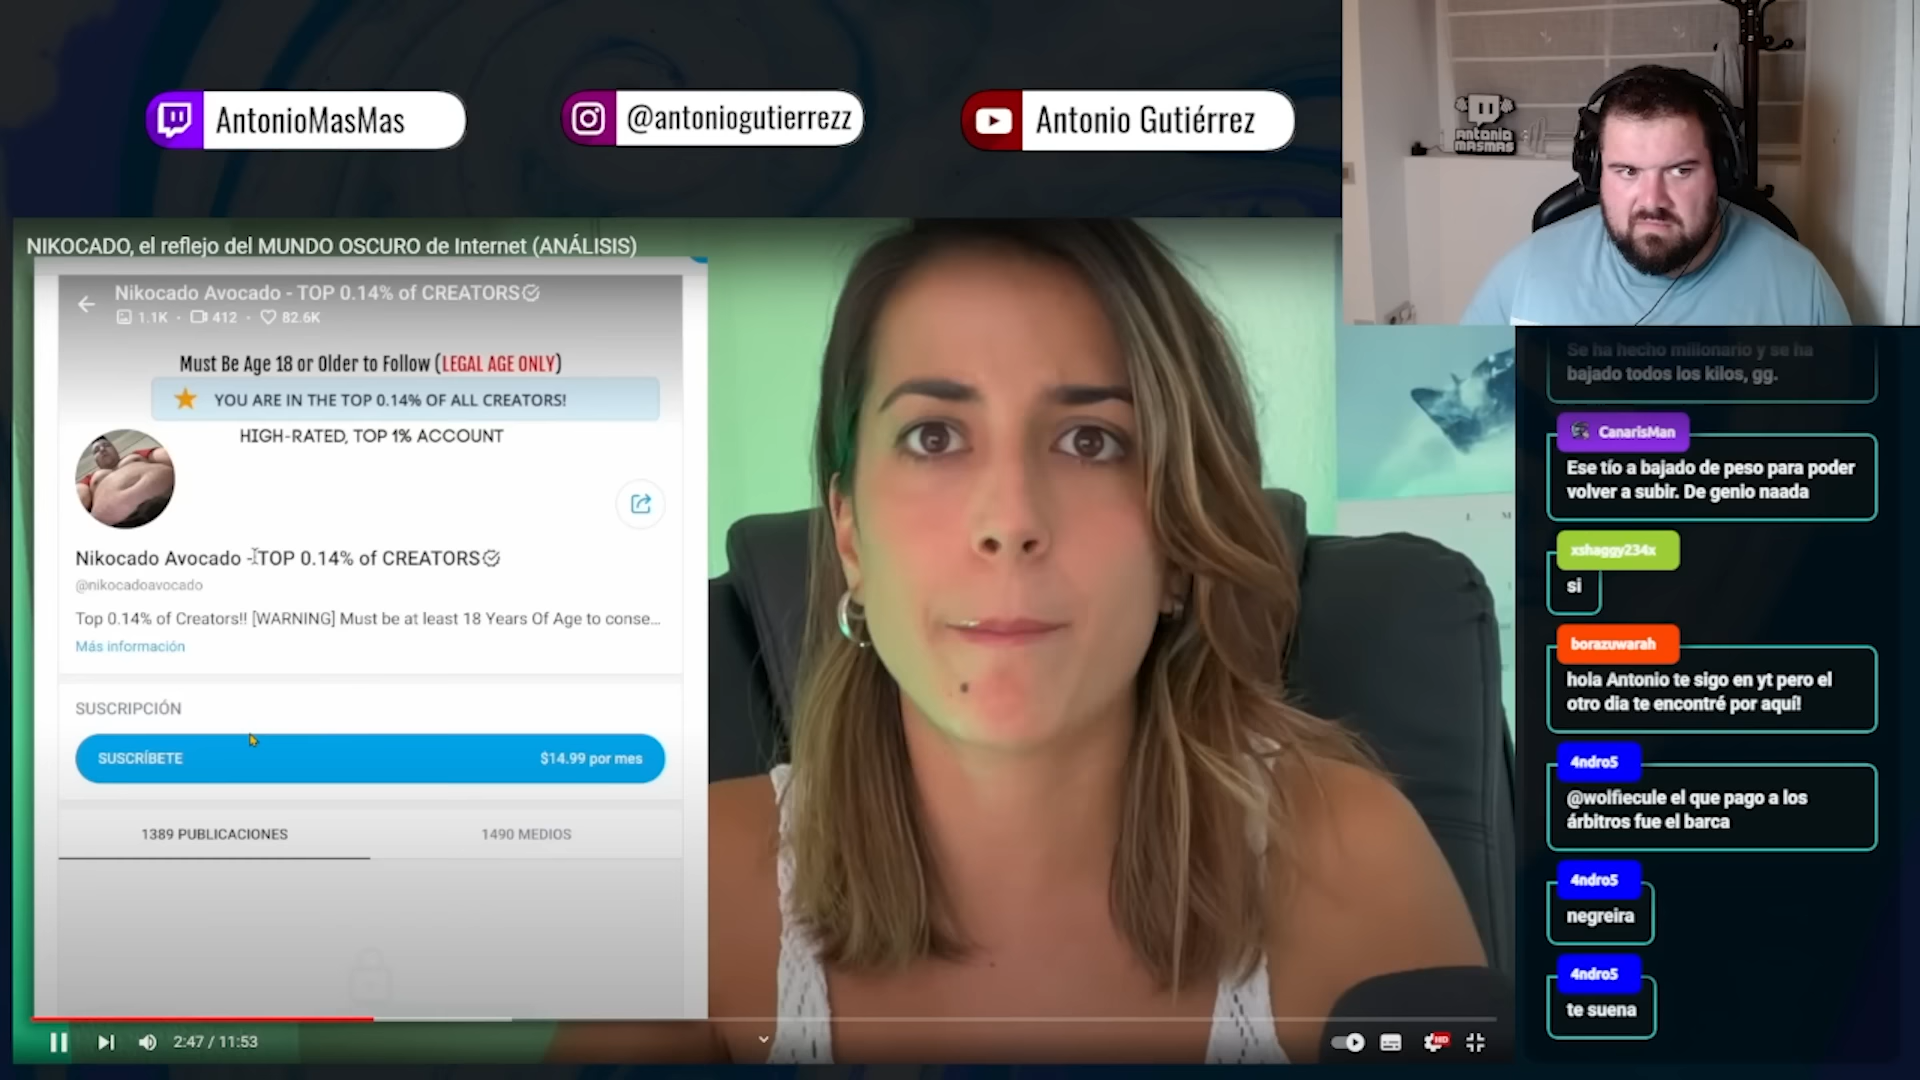 AntonioMasMas
@antoniogutierrezz
Antonio Gutiérrez
antonio
masmas
NIKOCADO, el reflejo del MUNDO OSCURO de Internet (ANÁLISIS)
Nikocado Avocado - TOP 0.14% of CREATORS
1.1K · 412 · 82.6K
Must Be Age 18 or Older to Follow (LEGAL AGE ONLY)
YOU ARE IN THE TOP 0.14% OF ALL CREATORS!
HIGH-RATED, TOP 1% ACCOUNT
Nikocado Avocado - TOP 0.14% of CREATORS
@nikocadoavocado
Top 0.14% of Creators!! [WARNING] Must be at least 18 Years Of Age to conse...
Más información
SUSCRIPCIÓN
SUSCRÍBETE $14.99 por mes
1389 PUBLICACIONES 1490 MEDIOS
2:47 / 11:53
HD
Se ha hecho millonario y se ha
bajado todos los kilos, gg.
CanarisMan
Ese tío a bajado de peso para poder
volver a subir. De genio naada
xshaggy234x
si
borazuwarah
hola Antonio te sigo en yt pero el
otro dia te encontré por aquí!
4ndro5
@wolfiecule el que pago a los
árbitros fue el barca
4ndro5
negreira
4ndro5
te suena